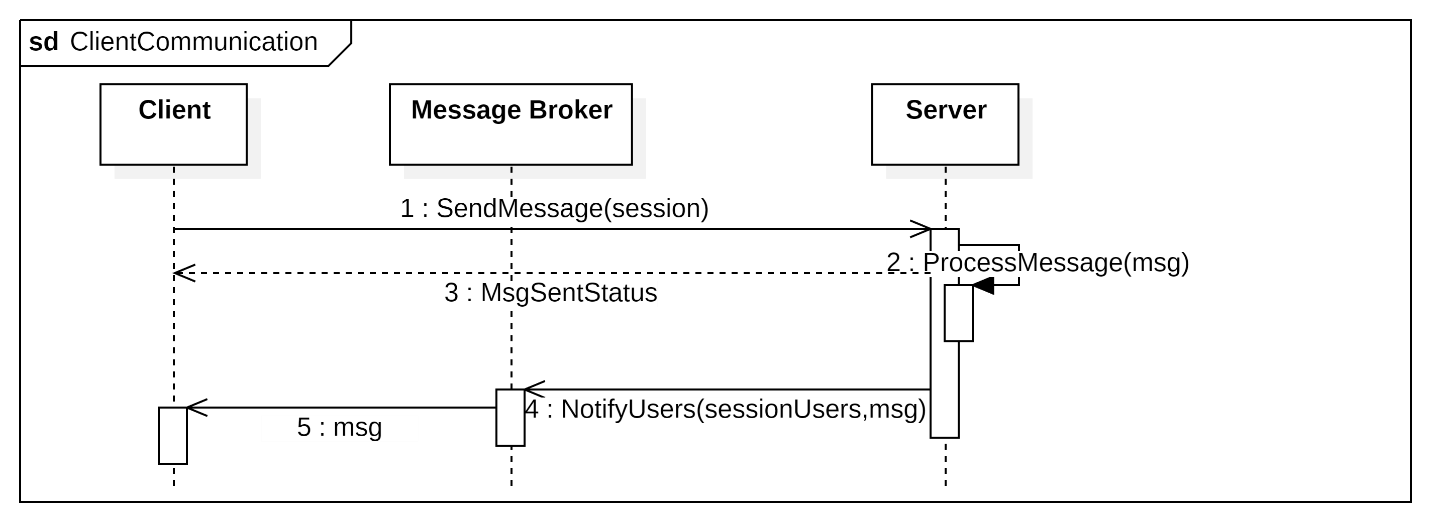 sd ClientCommunication
Client
Message Broker
Server
1 : SendMessage(session)
2 : ProcessMessage(msg)
3 : MsgSentStatus
4 : NotifyUsers(sessionUsers,msg)
5 : msg